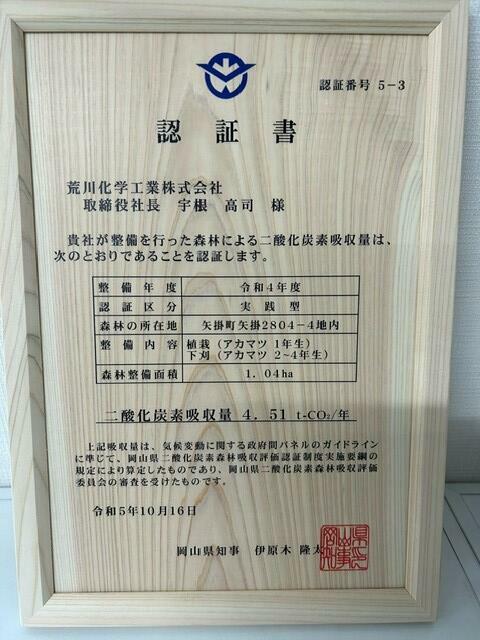 認証番号 5-3
認証書
荒川化学工業株式会社
取締役社長 宇根 高司 様
貴社が整備を行った森林による二酸化炭素吸収量は、
次のとおりであることを認証します。
整備年度 令和4年度
認証区分 実践型
森林の所在地 矢掛町矢掛2804-4地内
整備内容 植栽(アカマツ 1年生)
下刈(アカマツ 2~4年生)
森林整備面積 1.04ha
二酸化炭素吸収量 4.51 t-CO₂/年
上記吸収量は、気候変動に関する政府間パネルのガイドライン
に準じて、岡山県二酸化炭素森林吸収評価認証制度実施要綱の
規定により算定したものであり、岡山県二酸化炭素森林吸収評価
委員会の審査を受けたものです。
令和5年10月16日
岡山県知事 伊原木 隆太